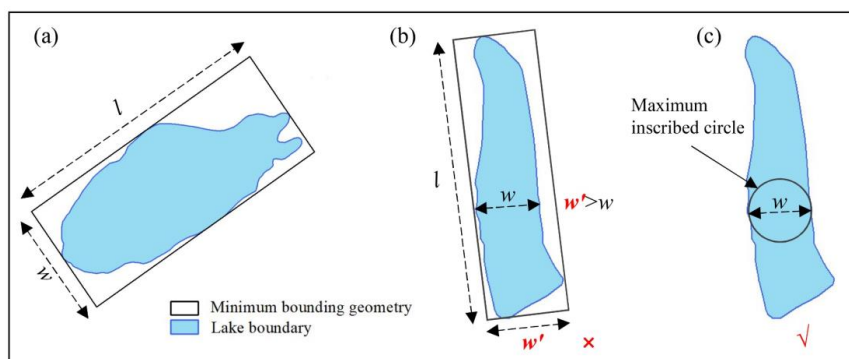 (a)
l
w
Minimum bounding geometry
Lake boundary
(b)
l
w
w'>w
w'
×
(c)
Maximum
inscribed circle
w
√